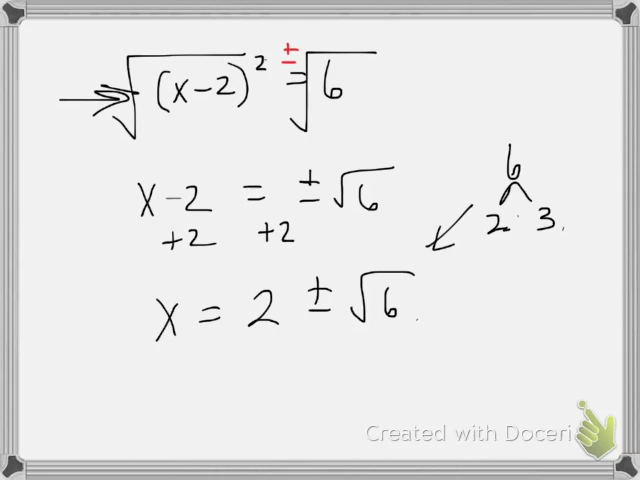 √(x-2)² = ±√6
x-2 = ±√6
+2 +2
6
2 · 3
x = 2 ± √6
Created with Doceri